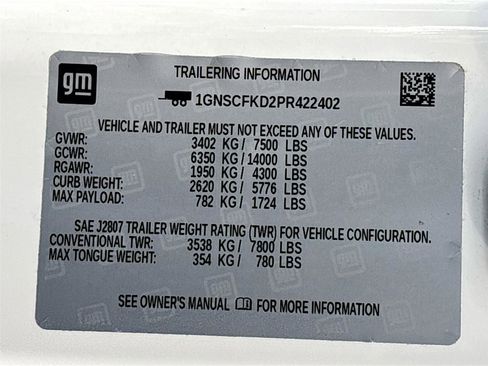 gm
TRAILERING INFORMATION
1GNSCFKD2PR422402
VEHICLE AND TRAILER MUST NOT EXCEED ANY OF THESE VALUES.
GVWR: 3402 KG / 7500 LBS
GCWR: 6350 KG / 14000 LBS
RGAWR: 1950 KG / 4300 LBS
CURB WEIGHT: 2620 KG / 5776 LBS
MAX PAYLOAD: 782 KG / 1724 LBS
SAE J2807 TRAILER WEIGHT RATING (TWR) FOR VEHICLE CONFIGURATION.
CONVENTIONAL TWR: 3538 KG / 7800 LBS
MAX TONGUE WEIGHT: 354 KG / 780 LBS
SEE OWNER'S MANUAL FOR MORE INFORMATION